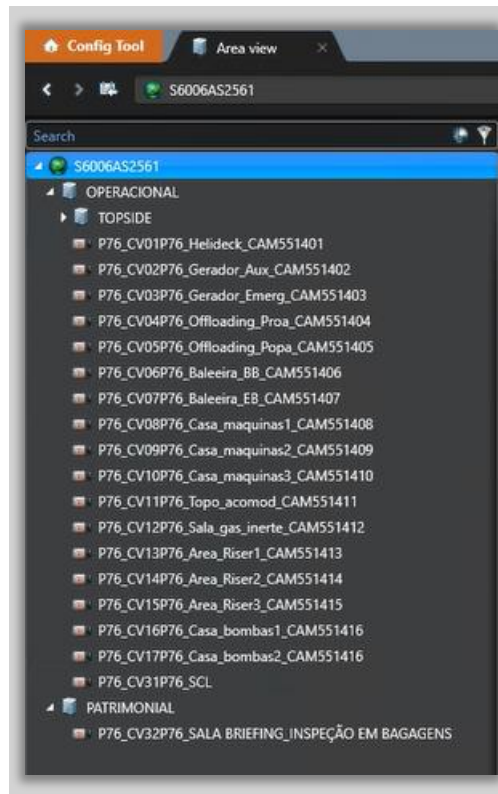 Config Tool
Area view
S6006AS2561
Search
S6006AS2561
OPERACIONAL
TOPSIDE
P76_CV01P76_Helideck_CAM551401
P76_CV02P76_Gerador_Aux_CAM551402
P76_CV03P76_Gerador_Emerg_CAM551403
P76_CV04P76_Offloading_Proa_CAM551404
P76_CV05P76_Offloading_Popa_CAM551405
P76_CV06P76_Baleeira_BB_CAM551406
P76_CV07P76_Baleeira_EB_CAM551407
P76_CV08P76_Casa_maquinas1_CAM551408
P76_CV09P76_Casa_maquinas2_CAM551409
P76_CV10P76_Casa_maquinas3_CAM551410
P76_CV11P76_Topo_acomod_CAM551411
P76_CV12P76_Sala_gas_inerte_CAM551412
P76_CV13P76_Area_Riser1_CAM551413
P76_CV14P76_Area_Riser2_CAM551414
P76_CV15P76_Area_Riser3_CAM551415
P76_CV16P76_Casa_bombas1_CAM551416
P76_CV17P76_Casa_bombas2_CAM551416
P76_CV31P76_SCL
PATRIMONIAL
P76_CV32P76_SALA BRIEFING_INSPEÇÃO EM BAGAGENS